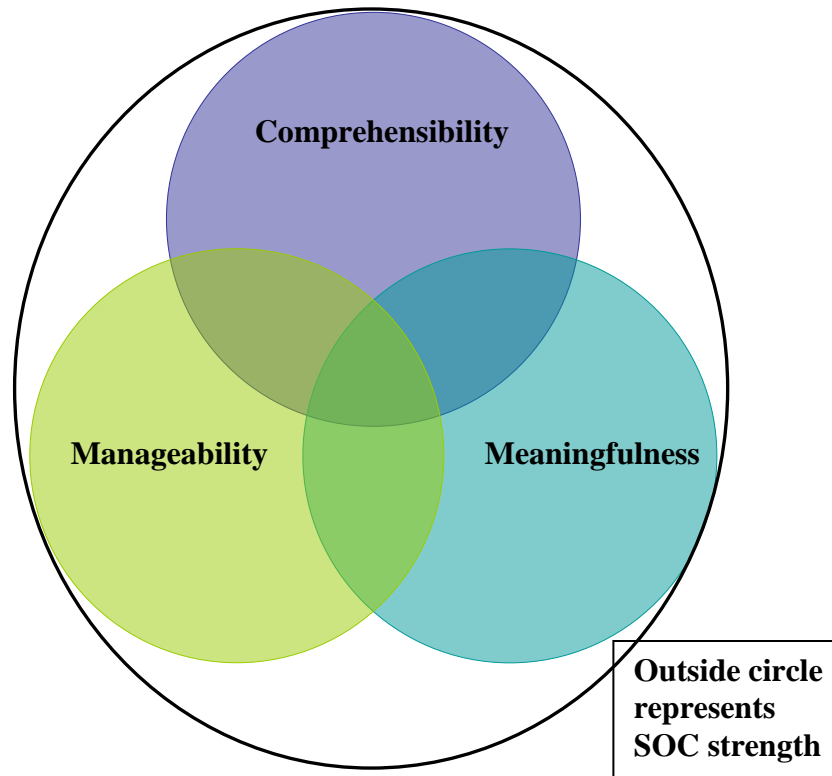 Comprehensibility
Manageability
Meaningfulness
Outside circle
represents
SOC strength